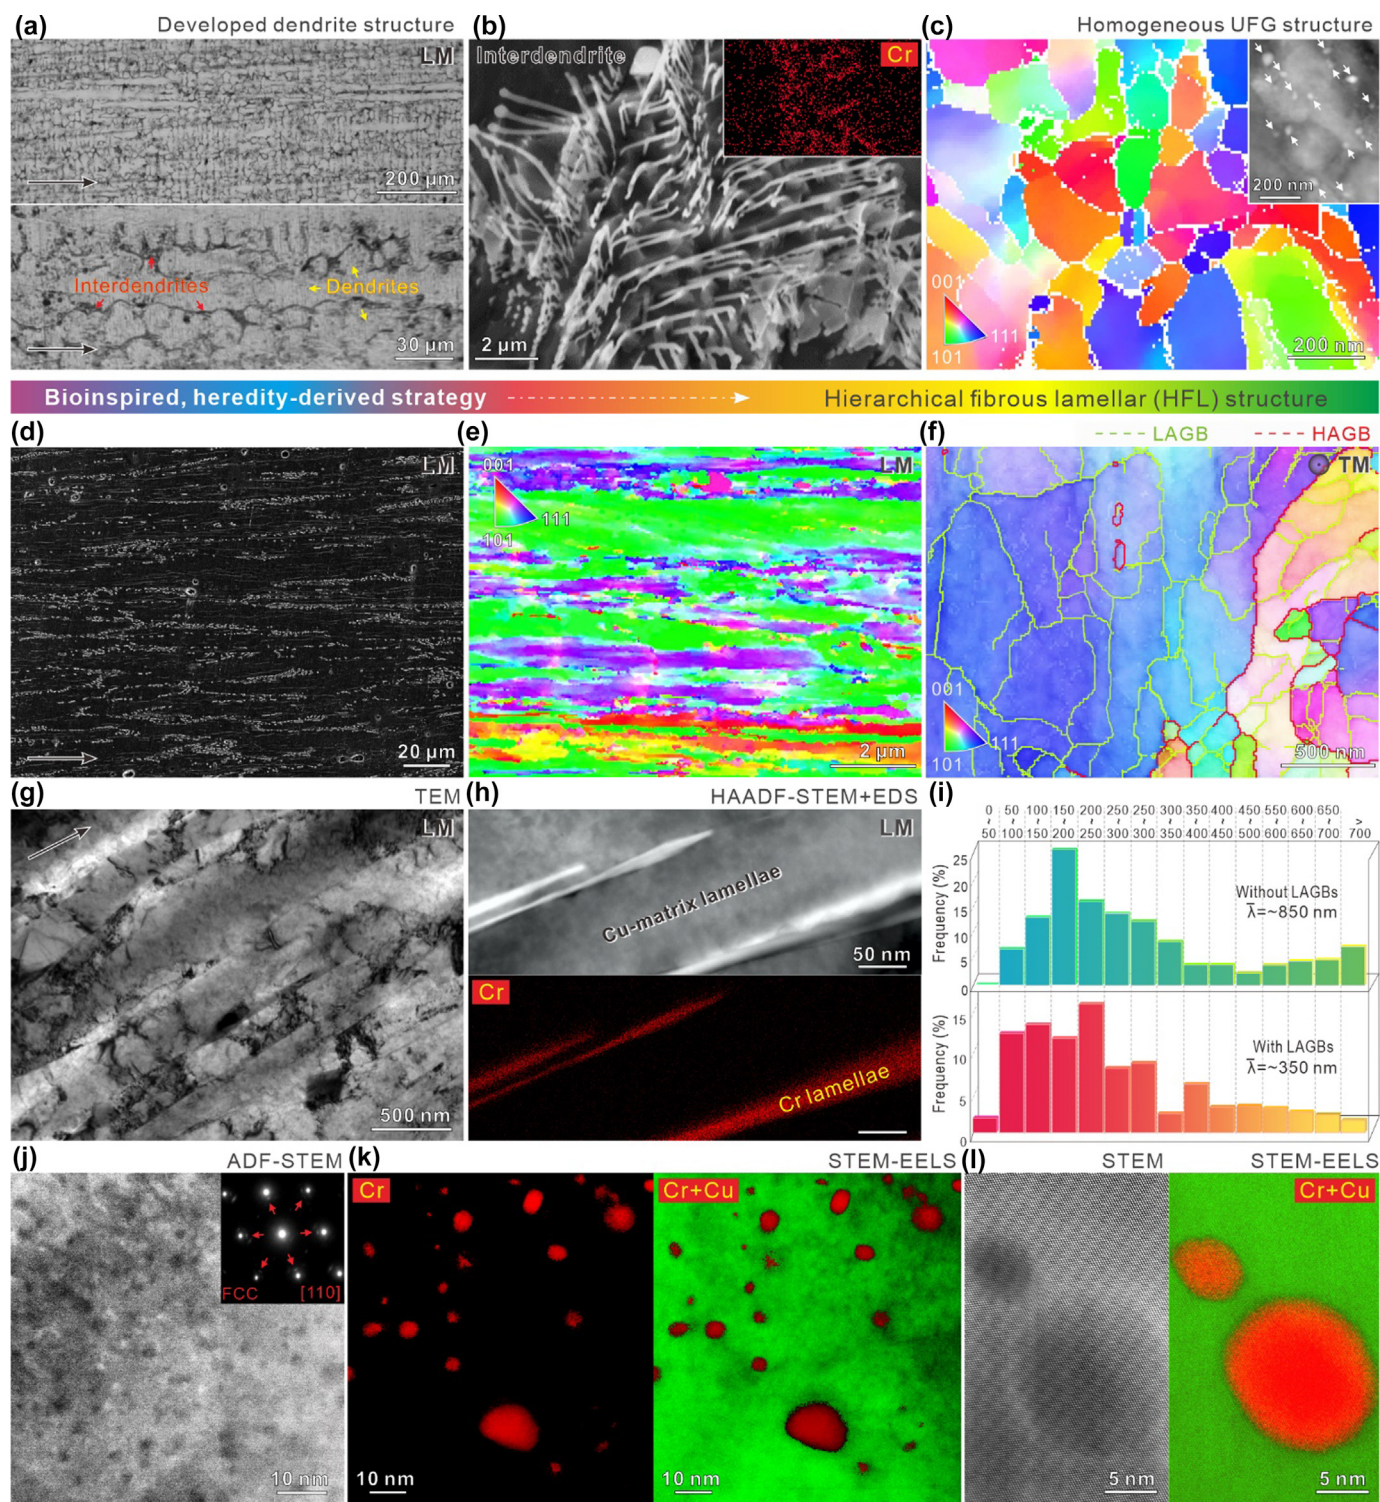 (a) Developed dendrite structure
LM
200 μm
Interdendrites
Dendrites
30 μm
(b)
Interdendrite
Cr
2 μm
(c) Homogeneous UFG structure
200 nm
001
111
101
200 nm
Bioinspired, heredity-derived strategy
Hierarchical fibrous lamellar (HFL) structure
(d)
LM
20 μm
(e)
LM
001
111
101
2 μm
(f) LAGB HAGB
TM
001
111
101
500 nm
(g) TEM
LM
500 nm
(h) HAADF-STEM+EDS
LM
Cu-matrix lamellae
50 nm
Cr
Cr lamellae
(i)
0 50 100 150 200 250 300 350 400 450 550 600 650 >
~ ~ ~ ~ ~ ~ ~ ~ ~ ~ ~ ~ ~
50 100 150 200 250 300 300 350 450 500 600 600 700 700
Frequency (%)
25
20
15
10
5
0
Without LAGBs
λ̄=~850 nm
Frequency (%)
15
10
5
0
With LAGBs
λ̄=~350 nm
(j) ADF-STEM
FCC [110]
10 nm
(k) STEM-EELS
Cr
10 nm
Cr+Cu
10 nm
(l) STEM
5 nm
STEM-EELS
Cr+Cu
5 nm